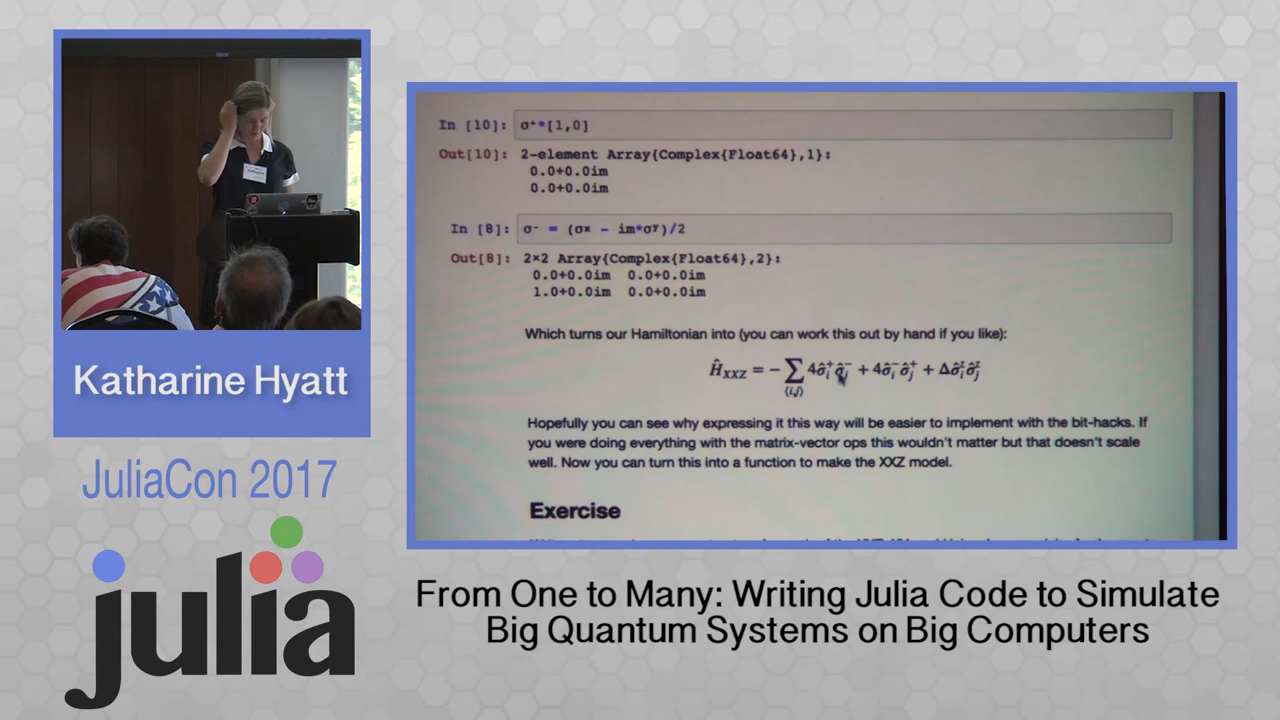 In [10]: σ⁺*[1,0]
Out[10]: 2-element Array{Complex{Float64},1}:
0.0+0.0im
0.0+0.0im
In [8]: σ⁻ = (σˣ - im*σʸ)/2
Out[8]: 2×2 Array{Complex{Float64},2}:
0.0+0.0im 0.0+0.0im
1.0+0.0im 0.0+0.0im
Which turns our Hamiltonian into (you can work this out by hand if you like):
Ĥ_XXZ = − ∑_⟨i,j⟩ 4σ̂ᵢ⁺σ̂ⱼ⁻ + 4σ̂ᵢ⁻σ̂ⱼ⁺ + Δσ̂ᵢᶻσ̂ⱼᶻ
Hopefully you can see why expressing it this way will be easier to implement with the bit-hacks. If
you were doing everything with the matrix-vector ops this wouldn't matter but that doesn't scale
well. Now you can turn this into a function to make the XXZ model.
Exercise
Katharine Hyatt
JuliaCon 2017
julia
From One to Many: Writing Julia Code to Simulate
Big Quantum Systems on Big Computers